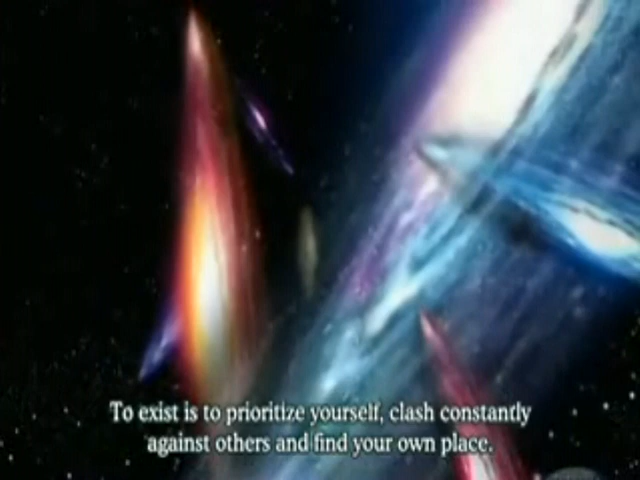 To exist is to prioritize yourself, clash constantly
against others and find your own place.